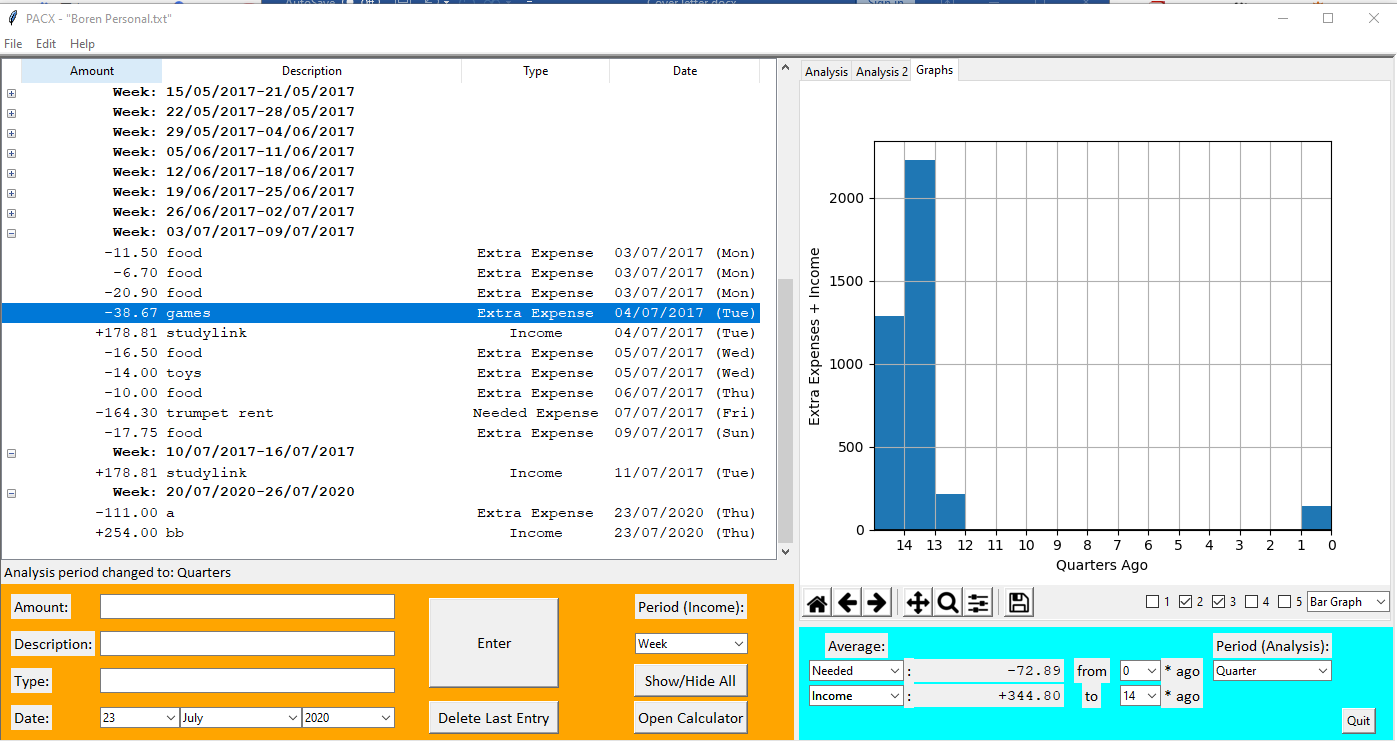 AutoSave
Cover letter.docx
Sign in
PACX - "Boren Personal.txt"
File Edit Help
Amount Description Type Date
Week: 15/05/2017-21/05/2017
Week: 22/05/2017-28/05/2017
Week: 29/05/2017-04/06/2017
Week: 05/06/2017-11/06/2017
Week: 12/06/2017-18/06/2017
Week: 19/06/2017-25/06/2017
Week: 26/06/2017-02/07/2017
Week: 03/07/2017-09/07/2017
-11.50 food Extra Expense 03/07/2017 (Mon)
-6.70 food Extra Expense 03/07/2017 (Mon)
-20.90 food Extra Expense 03/07/2017 (Mon)
-38.67 games Extra Expense 04/07/2017 (Tue)
+178.81 studylink Income 04/07/2017 (Tue)
-16.50 food Extra Expense 05/07/2017 (Wed)
-14.00 toys Extra Expense 05/07/2017 (Wed)
-10.00 food Extra Expense 06/07/2017 (Thu)
-164.30 trumpet rent Needed Expense 07/07/2017 (Fri)
-17.75 food Extra Expense 09/07/2017 (Sun)
Week: 10/07/2017-16/07/2017
+178.81 studylink Income 11/07/2017 (Tue)
Week: 20/07/2020-26/07/2020
-111.00 a Extra Expense 23/07/2020 (Thu)
+254.00 bb Income 23/07/2020 (Thu)
Analysis period changed to: Quarters
Amount:
Description:
Type:
Date: 23 July 2020
Enter
Delete Last Entry
Period (Income):
Week
Show/Hide All
Open Calculator
Analysis Analysis 2 Graphs
Extra Expenses + Income
2000
1500
1000
500
0
14 13 12 11 10 9 8 7 6 5 4 3 2 1 0
Quarters Ago
1 2 3 4 5 Bar Graph
Average: Period (Analysis):
Needed : -72.89 from 0 * ago Quarter
Income : +344.80 to 14 * ago
Quit